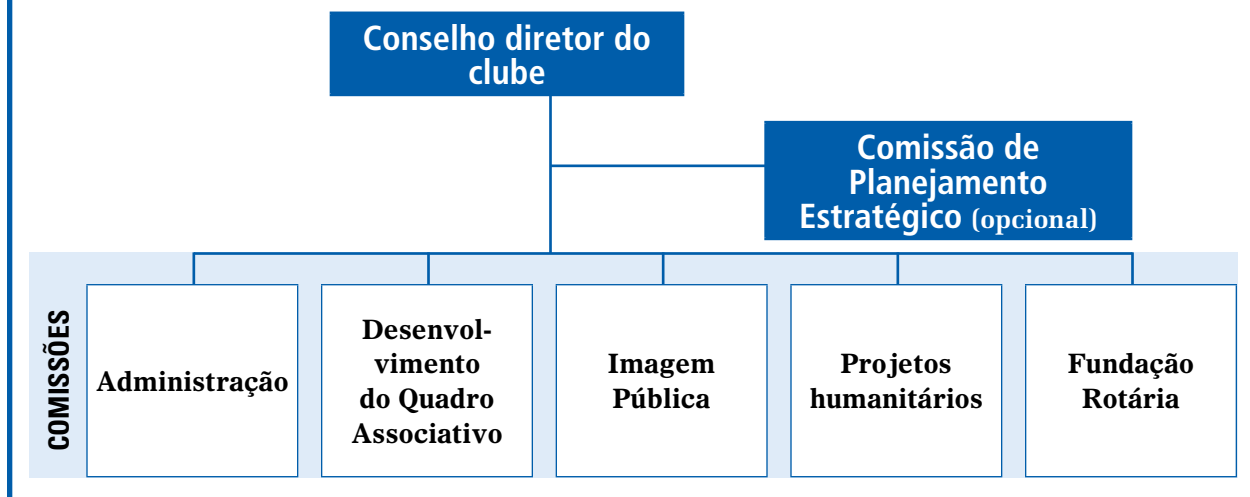 Conselho diretor do
clube
Comissão de
Planejamento
Estratégico (opcional)
COMISSÕES
Administração
Desenvol-
vimento
do Quadro
Associativo
Imagem
Pública
Projetos
humanitários
Fundação
Rotária